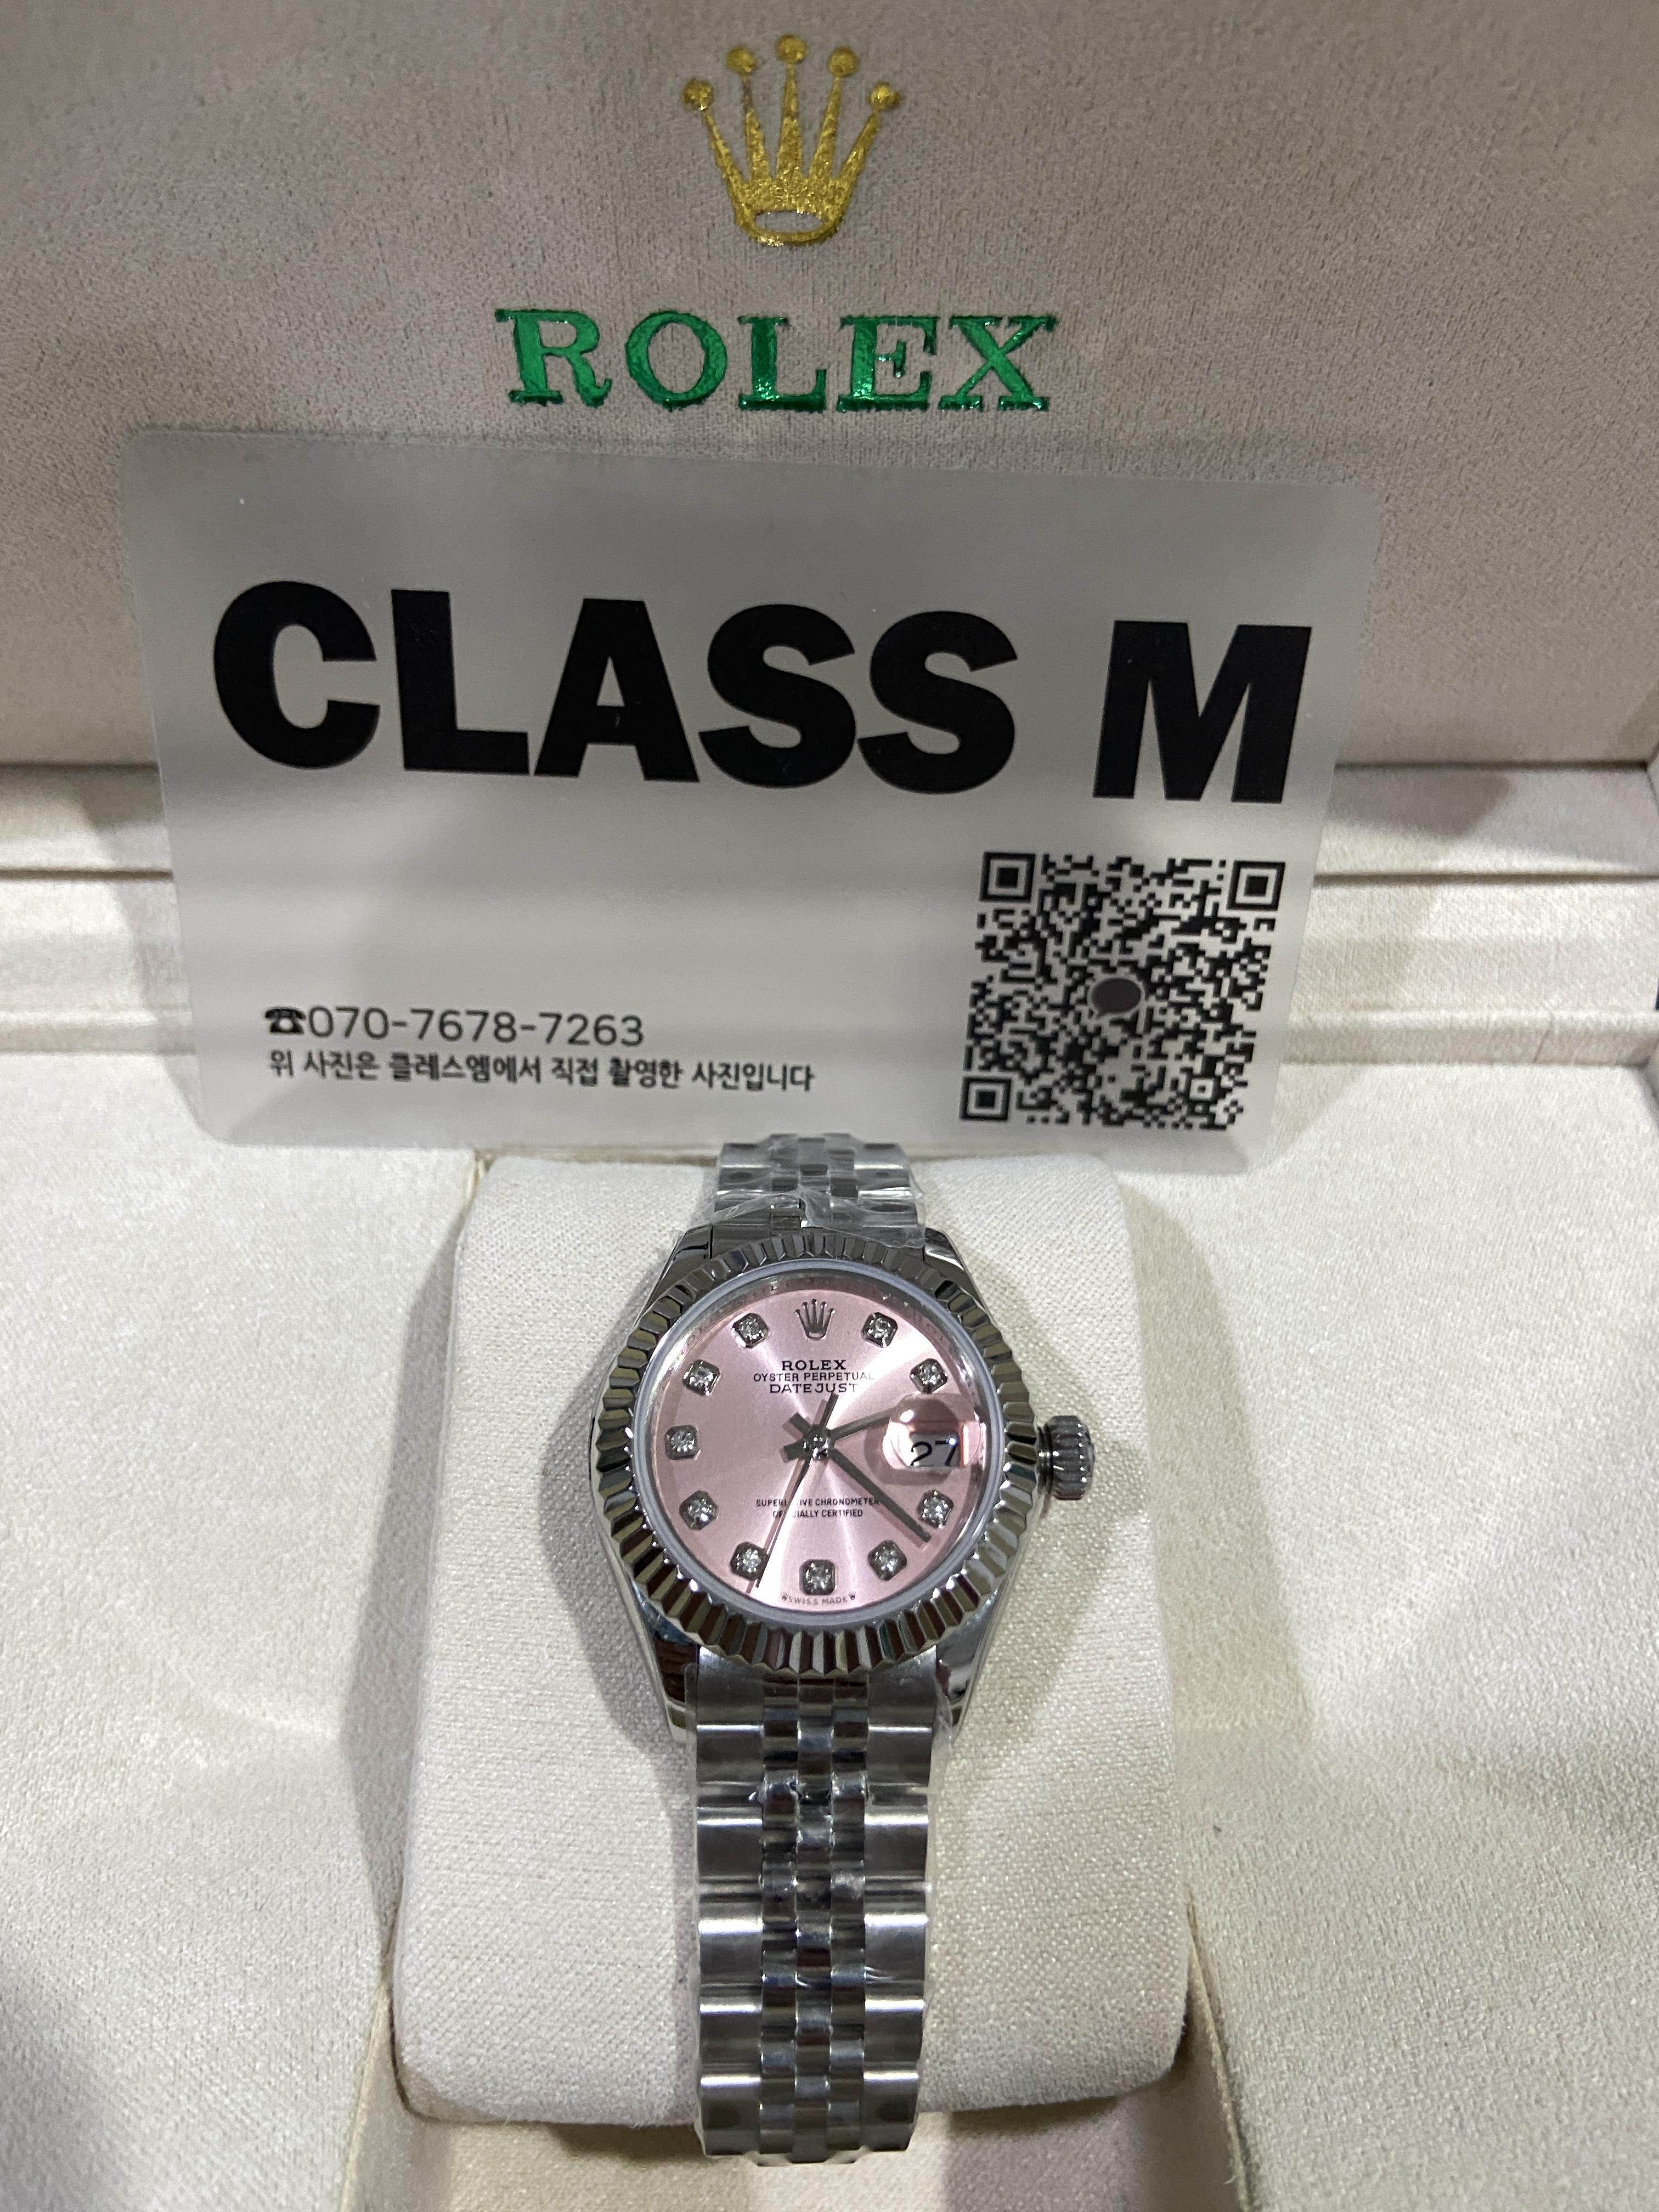 ROLEX
CLASS M
☎070-7678-7263
위 사진은 클레스엠에서 직접 촬영한 사진입니다
ROLEX
OYSTER PERPETUAL
DATEJUST
27
SUPERLATIVE CHRONOMETER
OFFICIALLY CERTIFIED
SWISS MADE